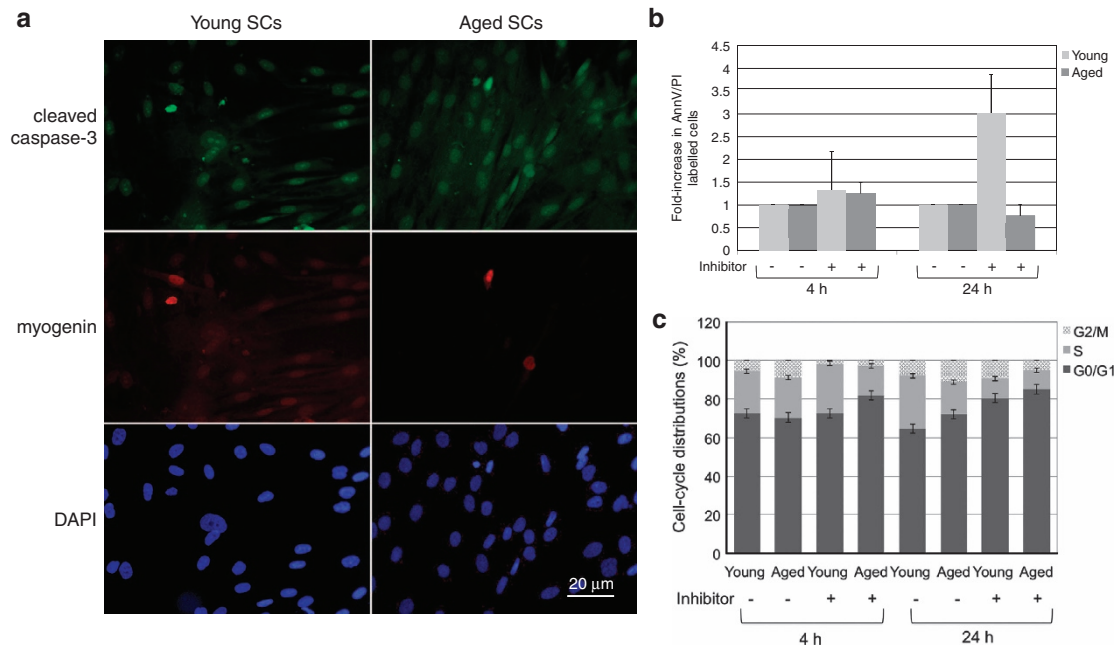 a
Young SCs
Aged SCs
cleaved
caspase-3
myogenin
DAPI
20 µm
b
Fold-increase in AnnV/PI
labelled cells
4.5
4
3.5
3
2.5
2
1.5
1
0.5
0
Young
Aged
Inhibitor - - + + - - + +
4 h 24 h
c
Cell-cycle distributions (%)
120
100
80
60
40
20
0
G2/M
S
G0/G1
Young Aged Young Aged Young Aged Young Aged
Inhibitor - - + + - - + +
4 h 24 h